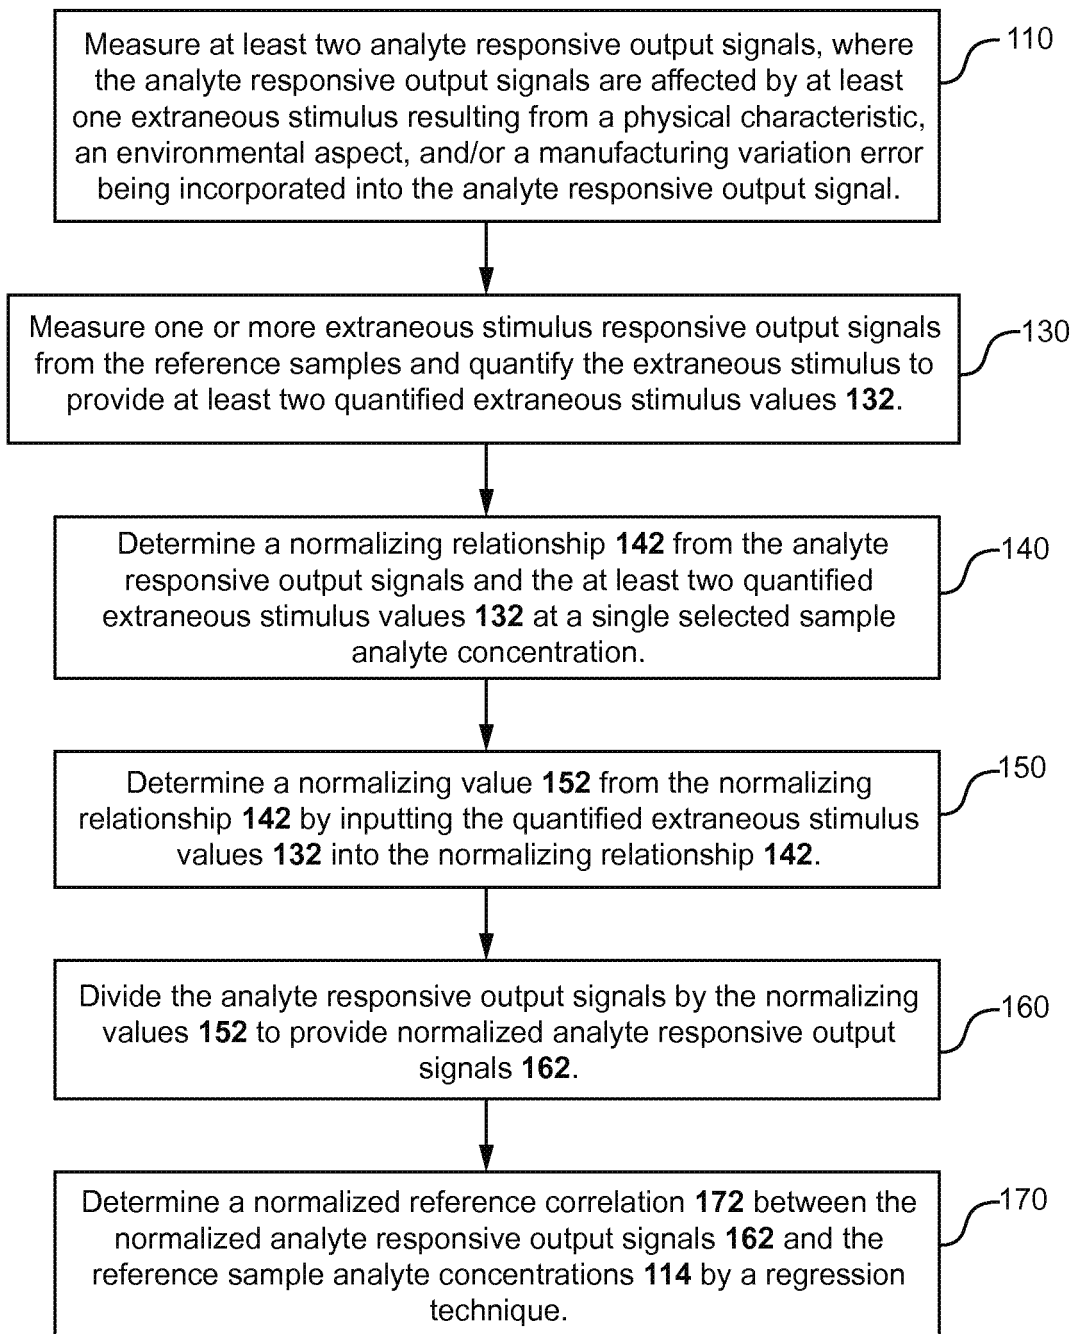 Measure at least two analyte responsive output signals, where
the analyte responsive output signals are affected by at least
one extraneous stimulus resulting from a physical characteristic,
an environmental aspect, and/or a manufacturing variation error
being incorporated into the analyte responsive output signal.
110
Measure one or more extraneous stimulus responsive output signals
from the reference samples and quantify the extraneous stimulus to
provide at least two quantified extraneous stimulus values 132.
130
Determine a normalizing relationship 142 from the analyte
responsive output signals and the at least two quantified
extraneous stimulus values 132 at a single selected sample
analyte concentration.
140
Determine a normalizing value 152 from the normalizing
relationship 142 by inputting the quantified extraneous stimulus
values 132 into the normalizing relationship 142.
150
Divide the analyte responsive output signals by the normalizing
values 152 to provide normalized analyte responsive output
signals 162.
160
Determine a normalized reference correlation 172 between the
normalized analyte responsive output signals 162 and the
reference sample analyte concentrations 114 by a regression
technique.
170